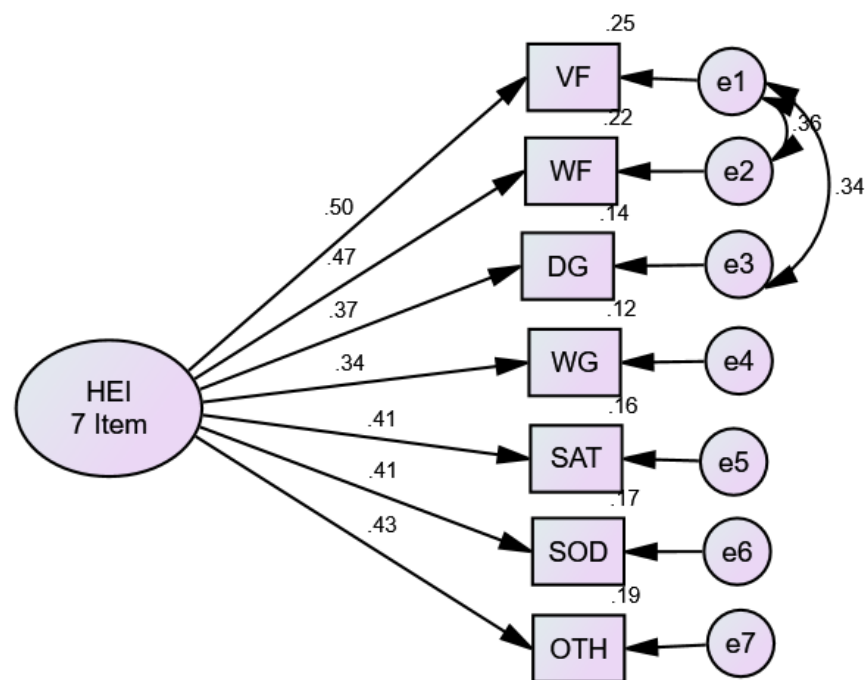 .25
VF
e1
.22
.36
.50
WF
e2
.34
.14
.47
DG
e3
.37
.12
.34
WG
e4
HEI
7 Item
.16
.41
SAT
e5
.41
.17
SOD
e6
.43
.19
OTH
e7